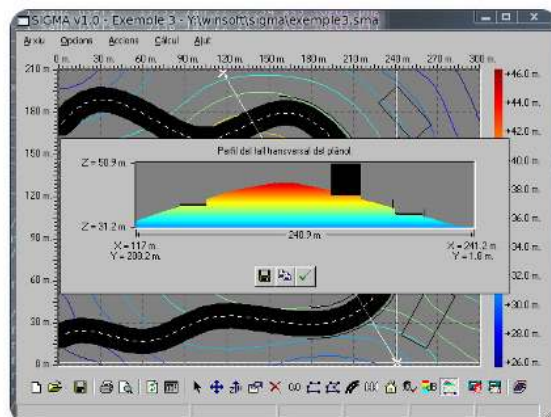 SIGMA v1.0 - Exemple 3 - Y:\winsoft\sigma\exemple3.sma
Arxiu Opcions Accions Càlcul Ajut
0 m. 30 m. 60 m. 90 m. 120 m. 150 m. 180 m. 210 m. 240 m. 270 m. 300 m.
210 m.
180 m.
150 m.
120 m.
90 m.
60 m.
30 m.
0 m.
+46.0 m.
+44.0 m.
+42.0 m.
+40.0 m.
+38.0 m.
+36.0 m.
+34.0 m.
+32.0 m.
+30.0 m.
+28.0 m.
+26.0 m.
Perfil del tall transversal del plànol
Z = 50.9 m.
Z = 31.2 m.
240.9 m.
X = 117 m.
Y = 208.2 m.
X = 241.2 m.
Y = 1.8 m.